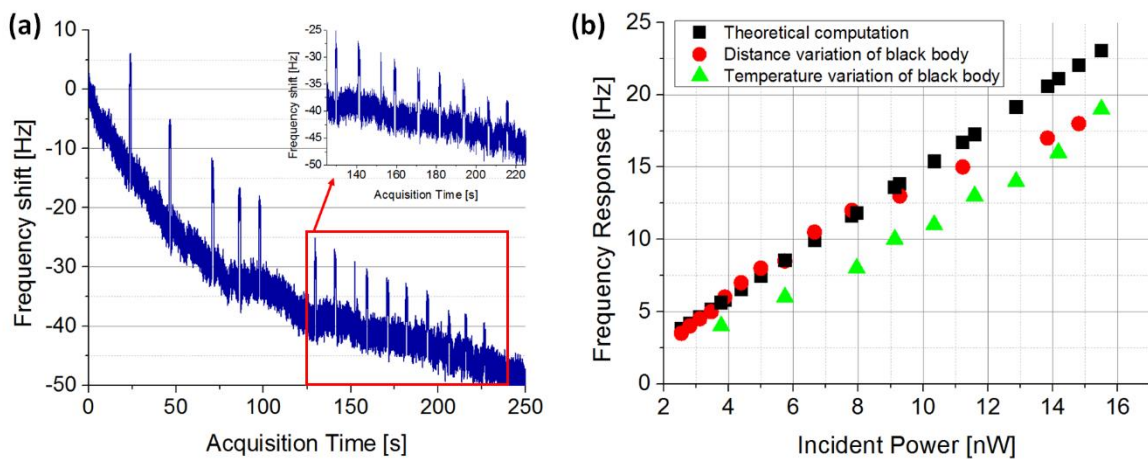 (a)
10
0
-10
-20
-30
-40
-50
Frequency shift [Hz]
0 50 100 150 200 250
Acquisition Time [s]
-25
-30
-35
-40
-45
-50
Frequency shift [Hz]
140 160 180 200 220
Acquisition Time [s]
(b)
Theoretical computation
Distance variation of black body
Temperature variation of black body
25
20
15
10
5
0
Frequency Response [Hz]
2 4 6 8 10 12 14 16
Incident Power [nW]